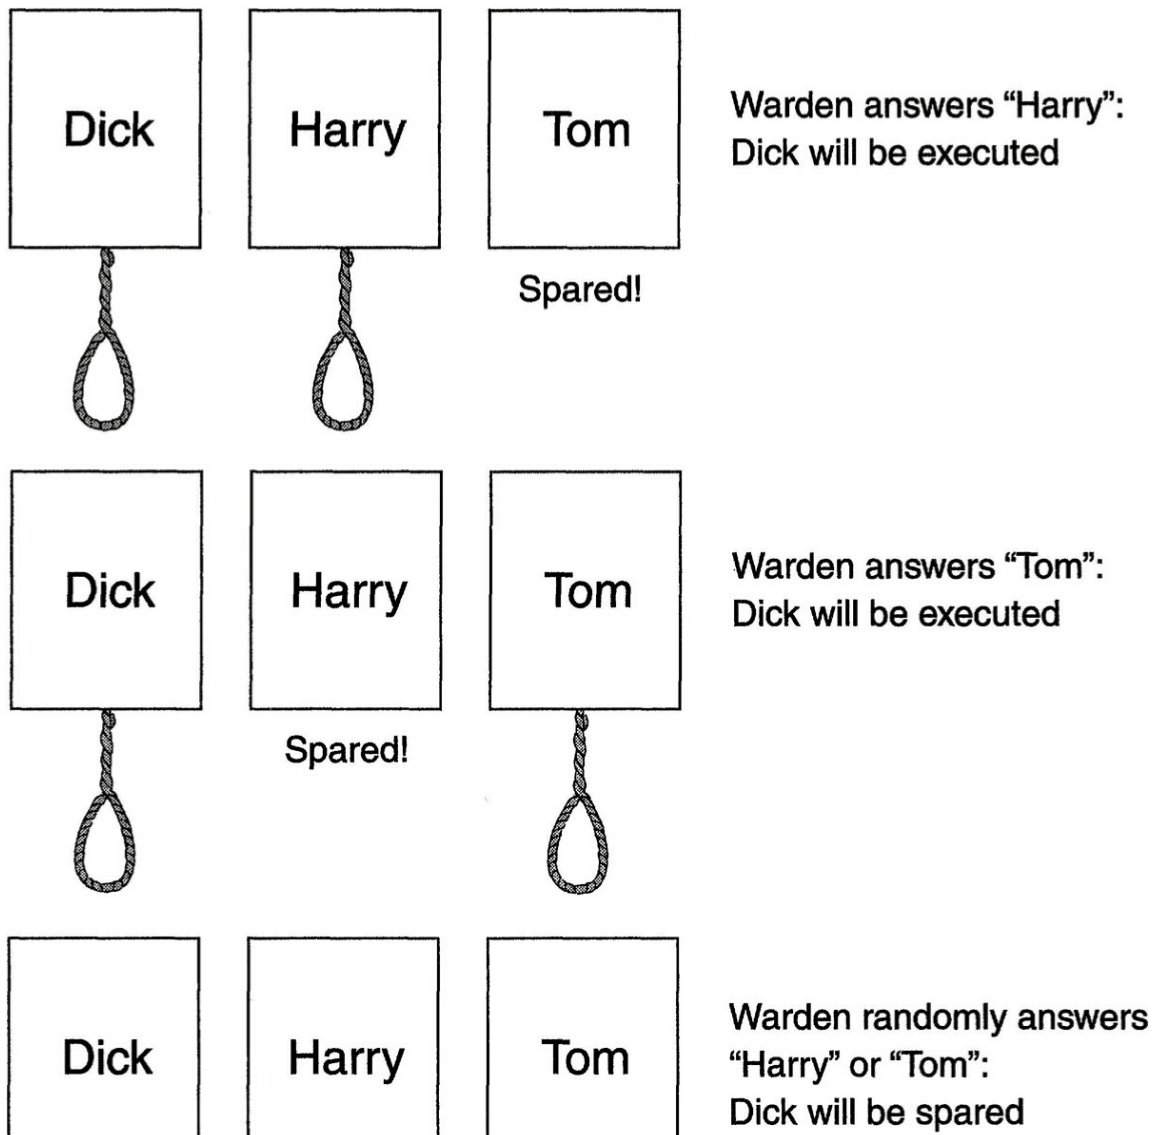 Dick Harry Tom
Warden answers “Harry”:
Dick will be executed
Spared!
Dick Harry Tom
Warden answers “Tom”:
Dick will be executed
Spared!
Dick Harry Tom
Warden randomly answers
“Harry” or “Tom”:
Dick will be spared